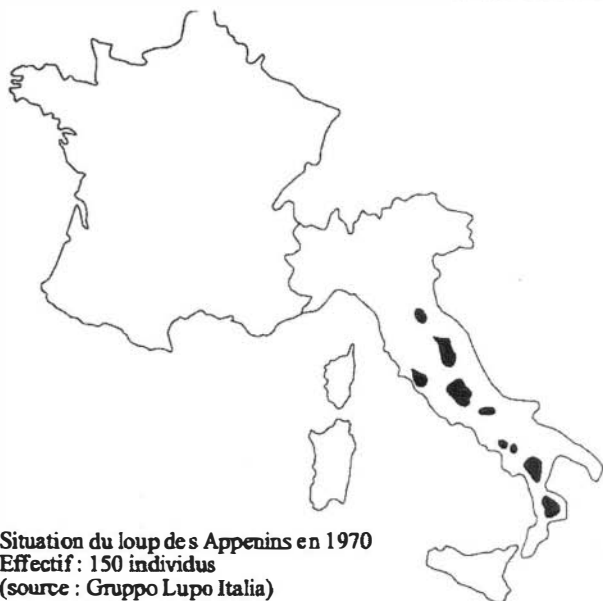 Situation du loup des Appenins en 1970
Effectif : 150 individus
(source : Gruppo Lupo Italia)